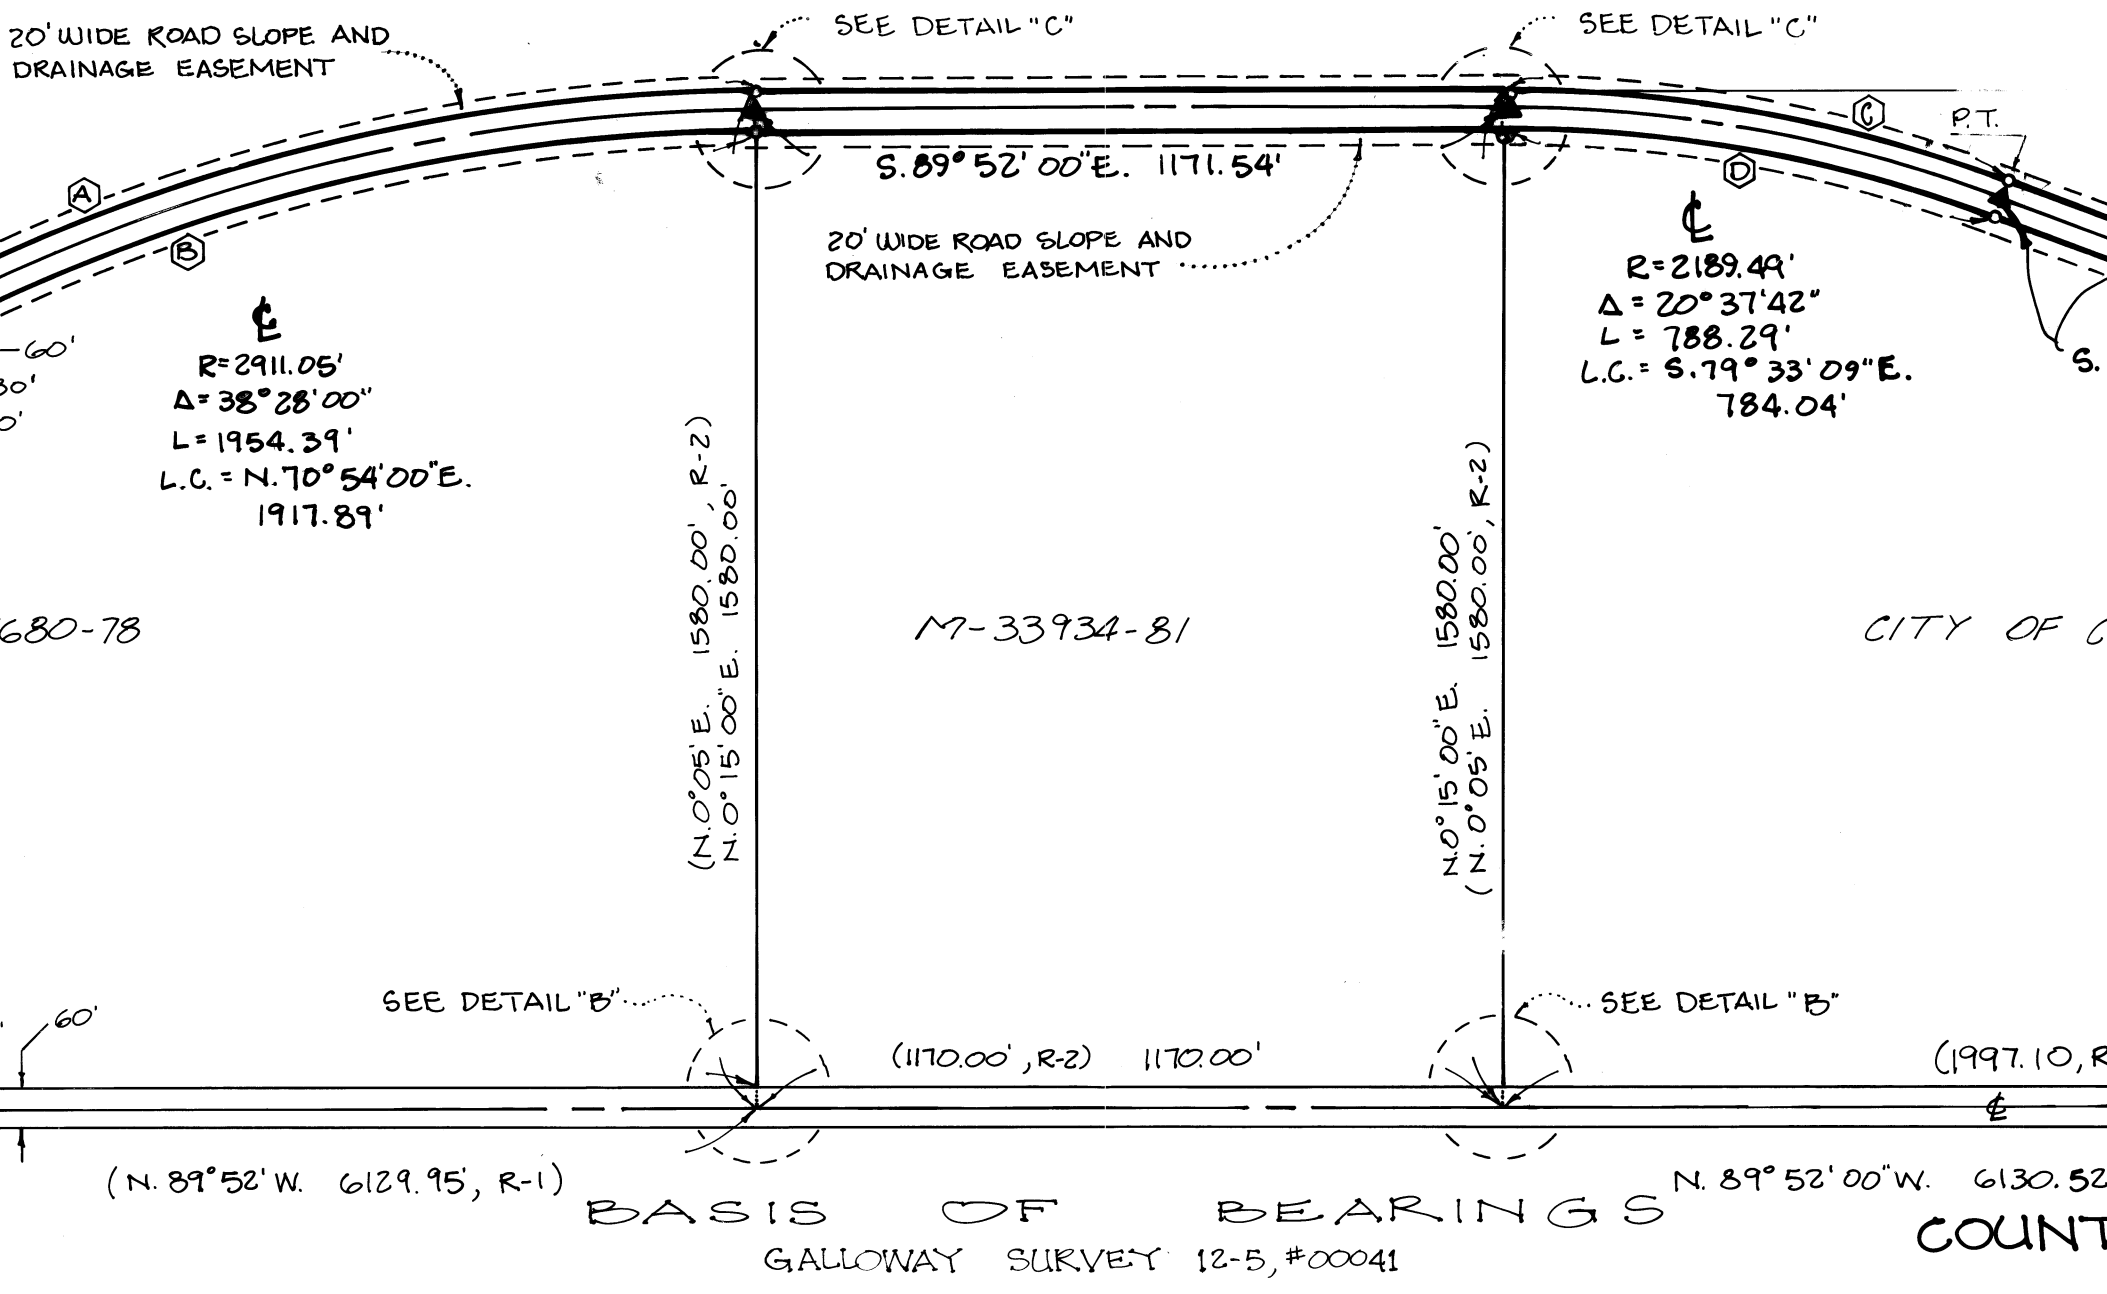 20' WIDE ROAD SLOPE AND
DRAINAGE EASEMENT
SEE DETAIL "C"
SEE DETAIL "C"
A
B
C
D
P.T.
S. 89° 52' 00" E. 1171.54'
20' WIDE ROAD SLOPE AND
DRAINAGE EASEMENT
℄
R=2911.05'
Δ= 38° 28' 00"
L = 1954.39'
L.C. = N. 70° 54' 00" E.
1917.89'
℄
R=2189.49'
Δ = 20° 37' 42"
L = 788.29'
L.C. = S. 79° 33' 09" E.
784.04'
-60'
30'
0'
S.
(N. 0° 05' E. 1580.00', R-2)
N. 0° 15' 00" E. 1580.00'
N. 0° 15' 00" E. 1580.00'
(N. 0° 05' E. 1580.00', R-2)
680-78
M-33934-81
CITY OF C
SEE DETAIL "B"
SEE DETAIL "B"
60'
(1170.00', R-2) 1170.00'
(1997.10, R
℄
(N. 89° 52' W. 6129.95', R-1)
N. 89° 52' 00" W. 6130.52
BASIS OF BEARINGS
COUNT
GALLOWAY SURVEY 12-5, #00041